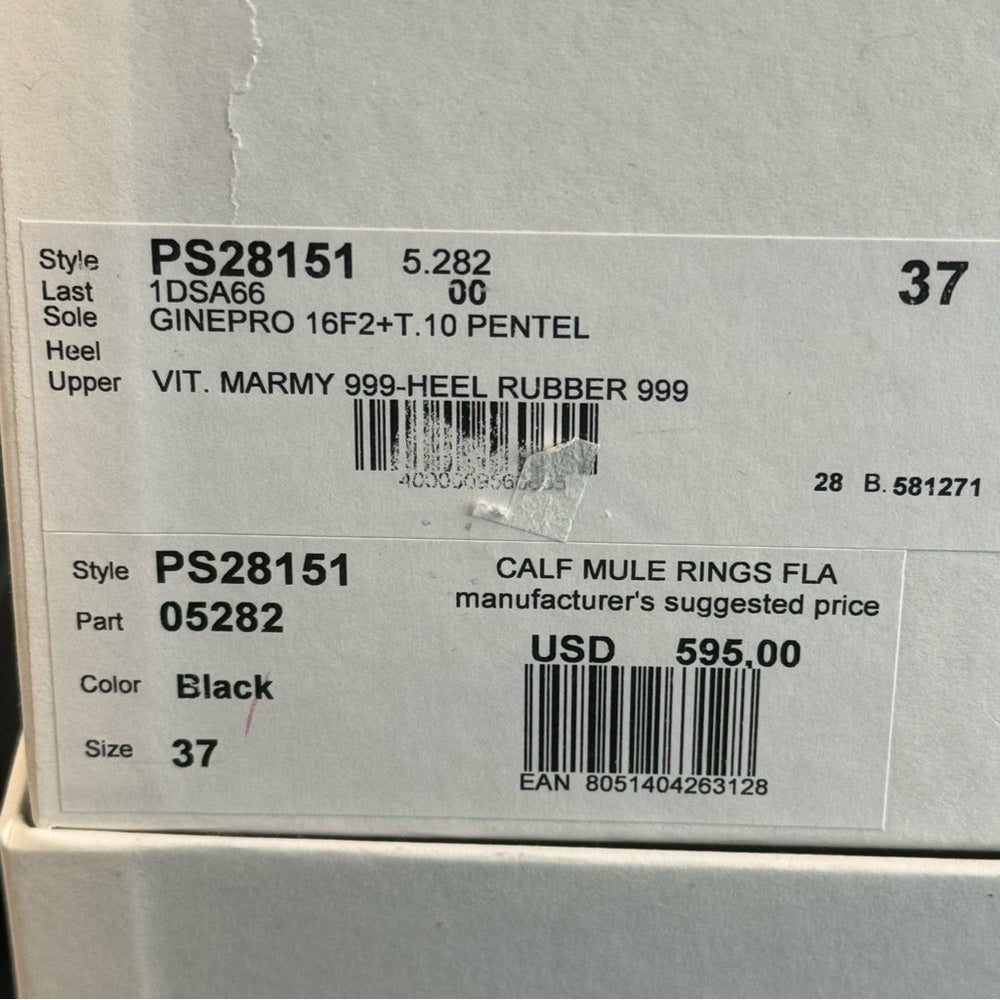 Style PS28151 5.282 37
Last 1DSA66 00
Sole GINEPRO 16F2+T.10 PENTEL
Heel
Upper VIT. MARMY 999-HEEL RUBBER 999
28 B. 581271
Style PS28151 CALF MULE RINGS FLA
manufacturer's suggested price
Part 05282
USD 595,00
Color Black
Size 37
EAN 8051404263128